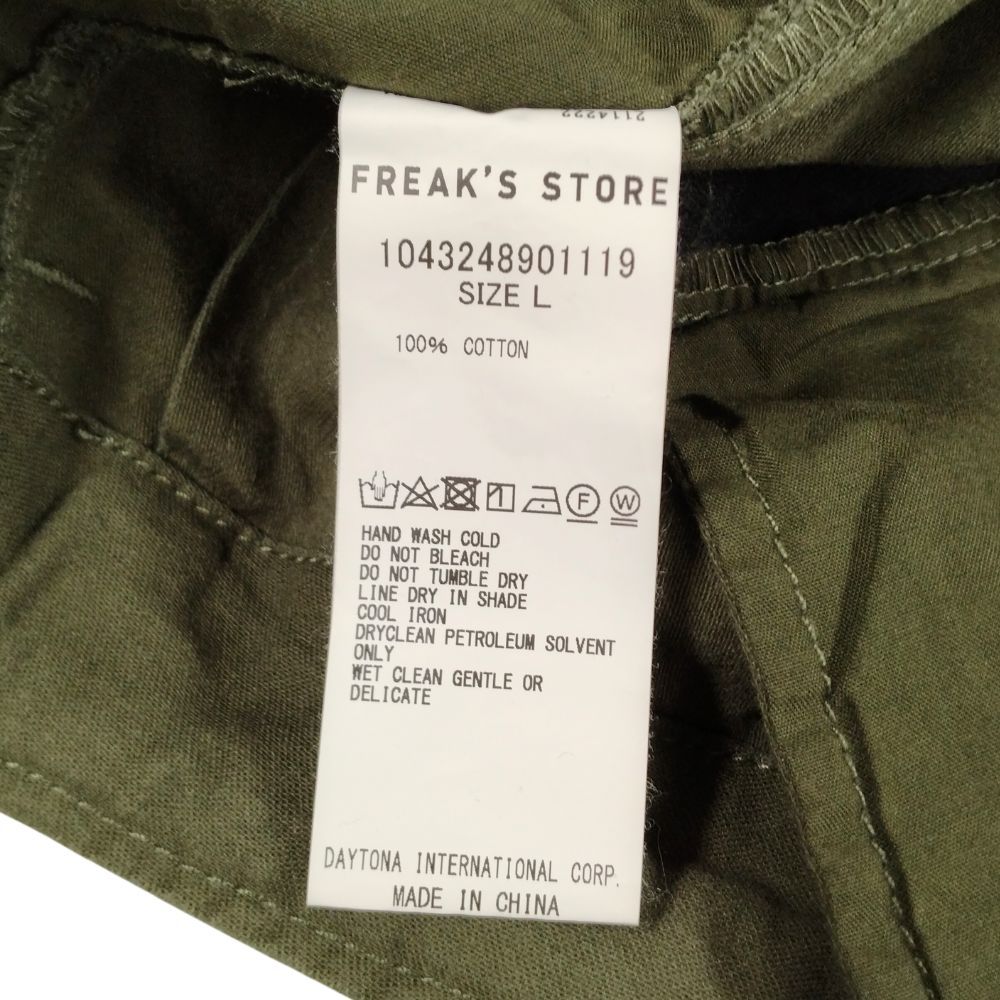 2114222
FREAK'S STORE
1043248901119
SIZE L
100% COTTON
F W
HAND WASH COLD
DO NOT BLEACH
DO NOT TUMBLE DRY
LINE DRY IN SHADE
COOL IRON
DRYCLEAN PETROLEUM SOLVENT
ONLY
WET CLEAN GENTLE OR
DELICATE
DAYTONA INTERNATIONAL CORP.
MADE IN CHINA